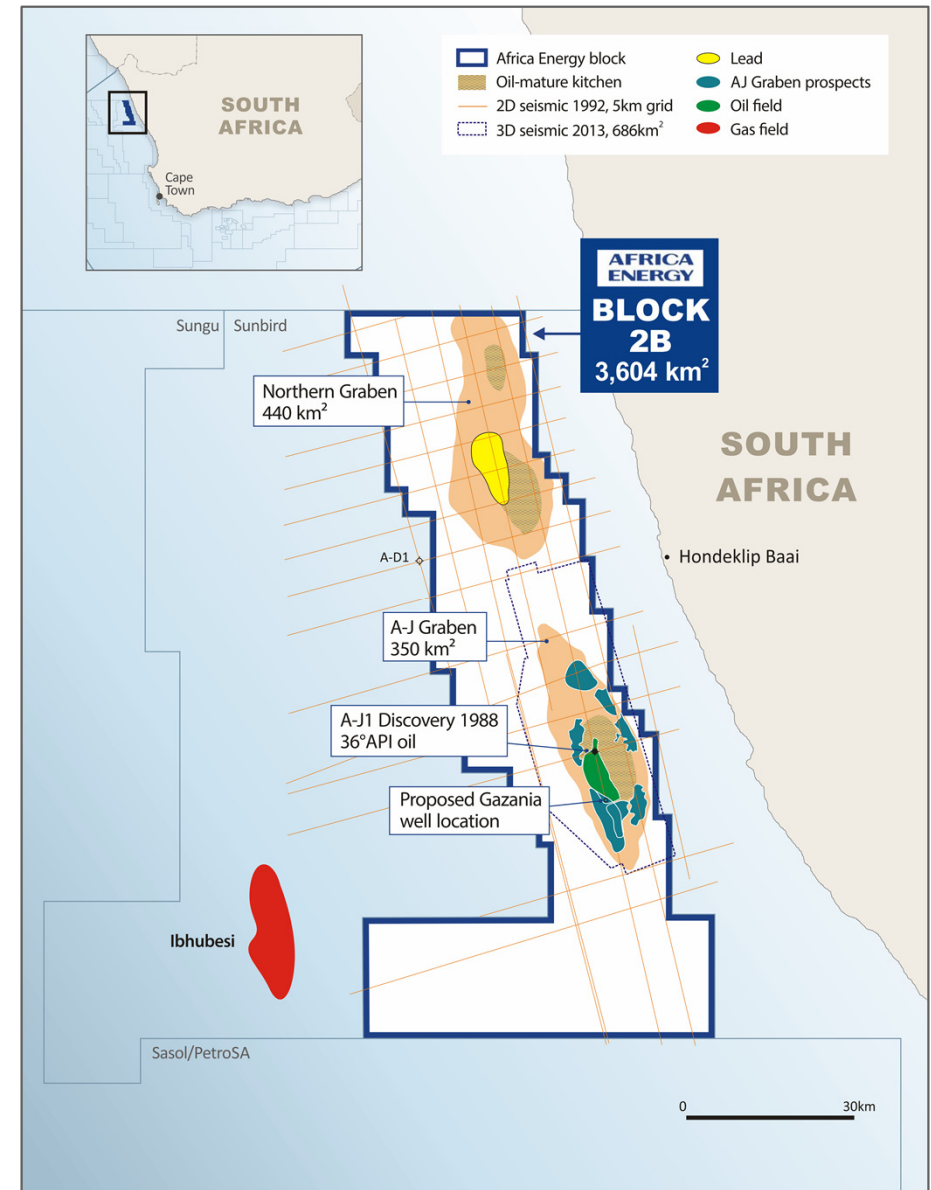 SOUTH
AFRICA
Cape
Town
Africa Energy block
Oil-mature kitchen
2D seismic 1992, 5km grid
3D seismic 2013, 686km²
Lead
AJ Graben prospects
Oil field
Gas field
AFRICA
ENERGY
BLOCK
2B
3,604 km²
Sungu
Sunbird
Northern Graben
440 km²
SOUTH
AFRICA
A-D1
Hondeklip Baai
A-J Graben
350 km²
A-J1 Discovery 1988
36°API oil
Proposed Gazania
well location
Ibhubesi
Sasol/PetroSA
0 30km